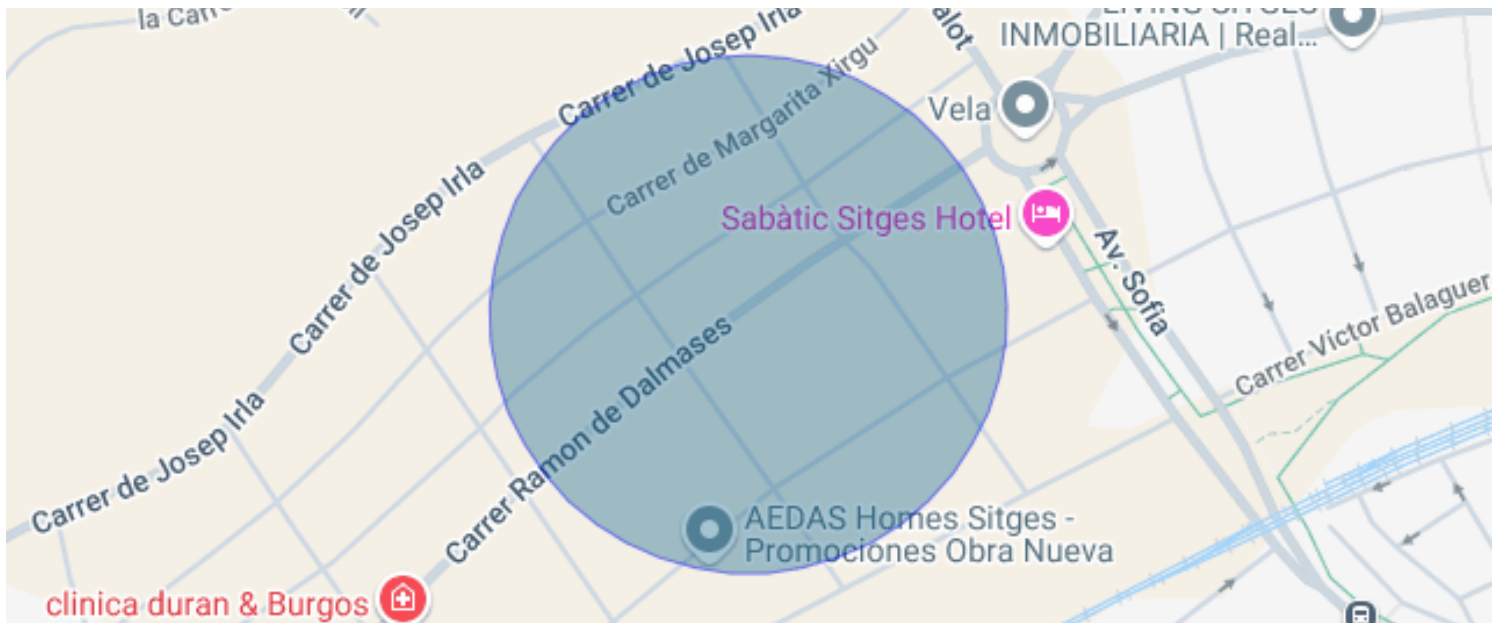 la Carr
Carrer de Josep Irla
alot
LIVING SITGES
INMOBILIARIA | Real...
Carrer de Margarita Xirgu
Vela
Carrer de Josep Irla
Sabàtic Sitges Hotel
Av. Sofia
Carrer de Josep Irla
Carrer Víctor Balaguer
Carrer Ramon de Dalmases
Carrer de Josep Irla
AEDAS Homes Sitges -
Promociones Obra Nueva
clinica duran & Burgos